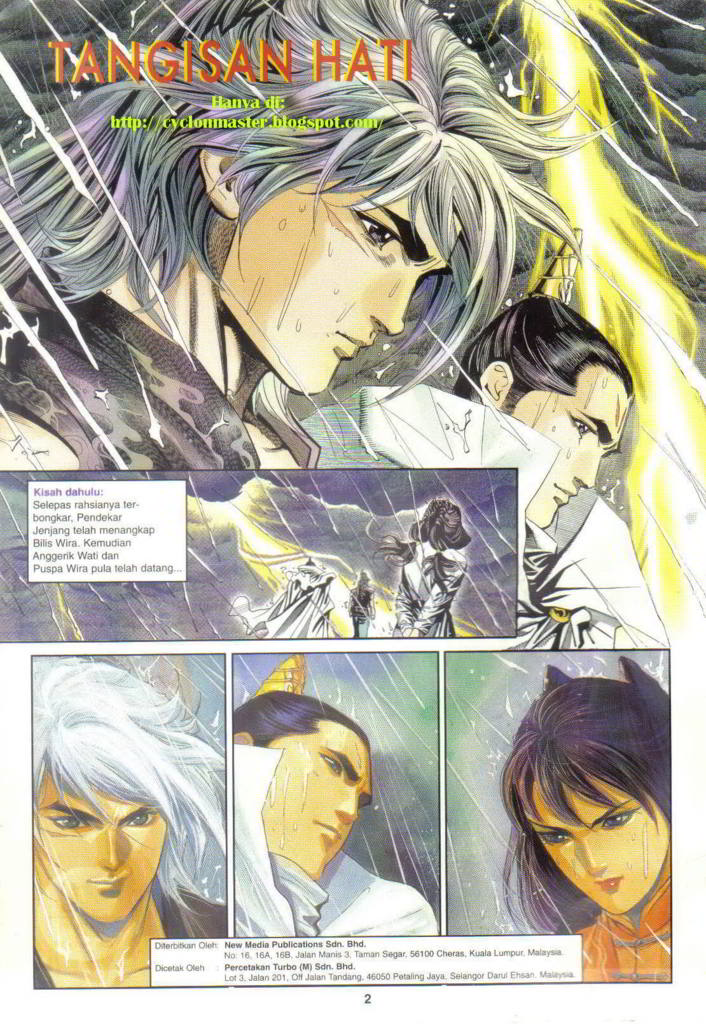 TANGISAN HATI
Hanya di:
http://cyclonmaster.blogspot.com/
Kisah dahulu:
Selepas rahsianya ter-
bongkar, Pendekar
Jenjang telah menangkap
Bilis Wira. Kemudian
Anggerik Wati dan
Puspa Wira pula telah datang...
Diterbitkan Oleh: New Media Publications Sdn. Bhd.
No: 16, 16A, 16B, Jalan Manis 3, Taman Segar, 56100 Cheras, Kuala Lumpur, Malaysia.
Dicetak Oleh : Percetakan Turbo (M) Sdn. Bhd.
Lot 3, Jalan 201, Off Jalan Tandang, 46050 Petaling Jaya, Selangor Darul Ehsan, Malaysia.
2